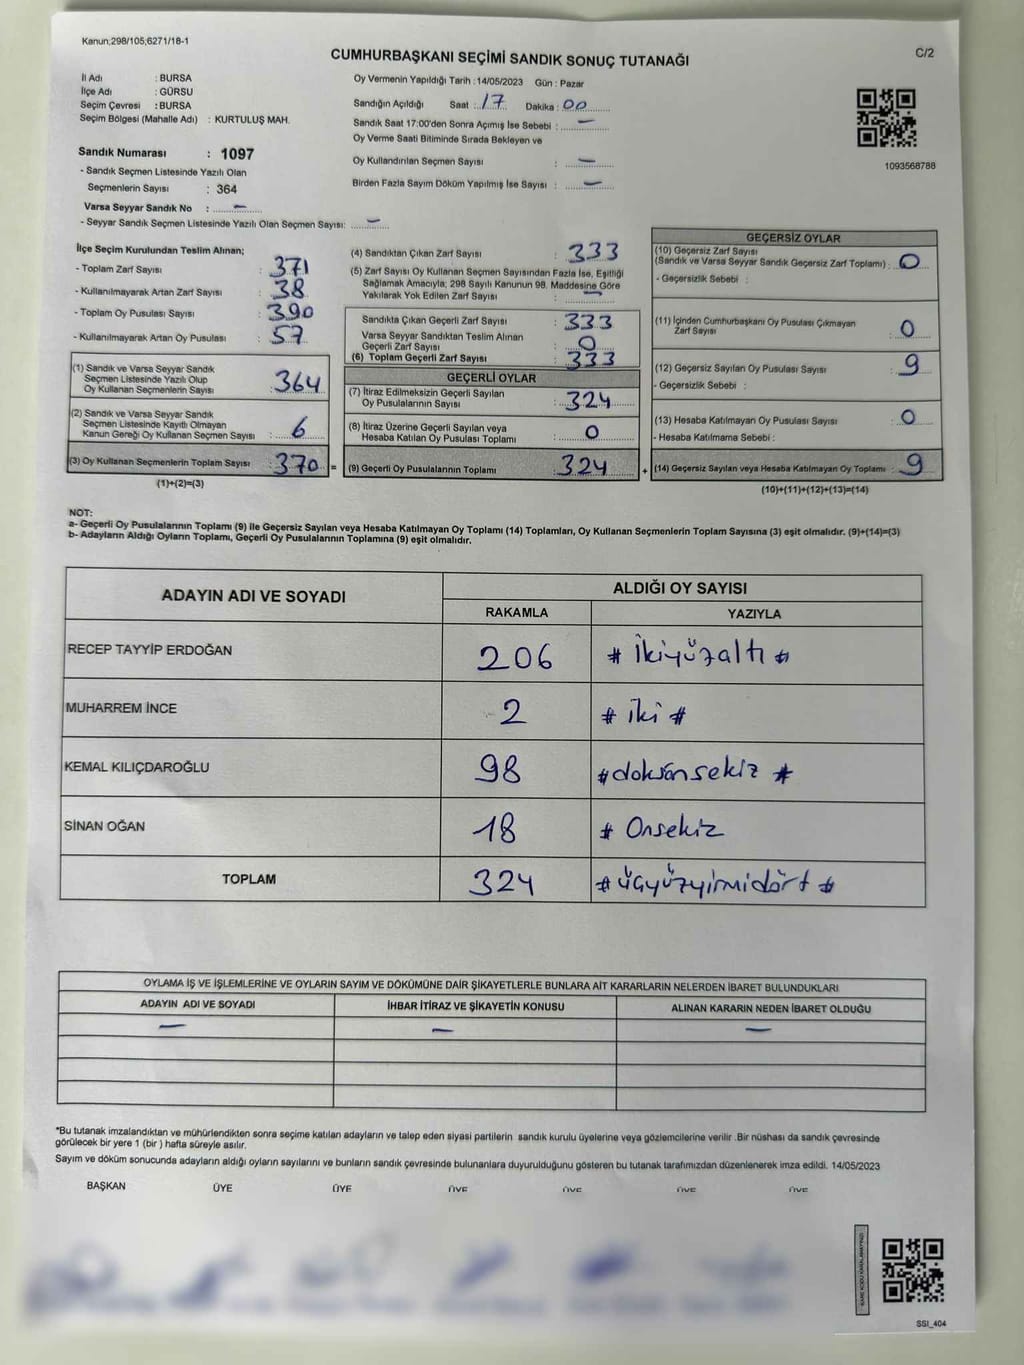 Kanun;298/105;6271/18-1
C/2
CUMHURBAŞKANI SEÇİMİ SANDIK SONUÇ TUTANAĞI
İl Adı : BURSA
İlçe Adı : GÜRSU
Seçim Çevresi : BURSA
Seçim Bölgesi (Mahalle Adı) : KURTULUŞ MAH.
Sandık Numarası : 1097
- Sandık Seçmen Listesinde Yazılı Olan
Seçmenlerin Sayısı : 364
Varsa Seyyar Sandık No : –
- Seyyar Sandık Seçmen Listesinde Yazılı Olan Seçmen Sayısı: –
Oy Vermenin Yapıldığı Tarih : 14/05/2023 Gün : Pazar
Sandığın Açıldığı Saat : 17 Dakika : 00
Sandık Saat 17:00'den Sonra Açımış İse Sebebi : –
Oy Verme Saati Bitiminde Sırada Bekleyen ve
Oy Kullandırılan Seçmen Sayısı : –
Birden Fazla Sayım Döküm Yapılmış İse Sayısı : –
1093568788
İlçe Seçim Kurulundan Teslim Alınan;
- Toplam Zarf Sayısı : 371
- Kullanılmayarak Artan Zarf Sayısı : 38
- Toplam Oy Pusulası Sayısı : 390
- Kullanılmayarak Artan Oy Pusulası : 57
(1) Sandık ve Varsa Seyyar Sandık
Seçmen Listesinde Yazılı Olup
Oy Kullanan Seçmenlerin Sayısı : 364
(2) Sandık ve Varsa Seyyar Sandık
Seçmen Listesinde Kayıtlı Olmayan
Kanun Gereği Oy Kullanan Seçmen Sayısı : 6
(3) Oy Kullanan Seçmenlerin Toplam Sayısı : 370 =
(1)+(2)=(3)
(4) Sandıktan Çıkan Zarf Sayısı : 333
(5) Zarf Sayısı Oy Kullanan Seçmen Sayısından Fazla İse, Eşitliği
Sağlamak Amacıyla; 298 Sayılı Kanunun 98. Maddesine Göre
Yakılarak Yok Edilen Zarf Sayısı : –
Sandıkta Çıkan Geçerli Zarf Sayısı : 333
Varsa Seyyar Sandıktan Teslim Alınan
Geçerli Zarf Sayısı : 0
(6) Toplam Geçerli Zarf Sayısı : 333
GEÇERLİ OYLAR
(7) İtiraz Edilmeksizin Geçerli Sayılan
Oy Pusulalarının Sayısı : 324
(8) İtiraz Üzerine Geçerli Sayılan veya
Hesaba Katılan Oy Pusulası Toplamı : 0
(9) Geçerli Oy Pusulalarının Toplamı : 324 +
GEÇERSİZ OYLAR
(10) Geçersiz Zarf Sayısı
(Sandık ve Varsa Seyyar Sandık Geçersiz Zarf Toplamı) : 0
- Geçersizlik Sebebi :
(11) İçinden Cumhurbaşkanı Oy Pusulası Çıkmayan
Zarf Sayısı : 0
(12) Geçersiz Sayılan Oy Pusulası Sayısı : 9
- Geçersizlik Sebebi :
(13) Hesaba Katılmayan Oy Pusulası Sayısı : 0
- Hesaba Katılmama Sebebi :
(14) Geçersiz Sayılan veya Hesaba Katılmayan Oy Toplamı : 9
(10)+(11)+(12)+(13)=(14)
NOT:
a- Geçerli Oy Pusulalarının Toplamı (9) ile Geçersiz Sayılan veya Hesaba Katılmayan Oy Toplamı (14) Toplamları, Oy Kullanan Seçmenlerin Toplam Sayısına (3) eşit olmalıdır. (9)+(14)=(3)
b- Adayların Aldığı Oyların Toplamı, Geçerli Oy Pusulalarının Toplamına (9) eşit olmalıdır.
ADAYIN ADI VE SOYADI ALDIĞI OY SAYISI
RAKAMLA YAZIYLA
RECEP TAYYİP ERDOĞAN 206 # İkiyüzaltı #
MUHARREM İNCE 2 # iki #
KEMAL KILIÇDAROĞLU 98 # doksansekiz #
SİNAN OĞAN 18 # Onsekiz
TOPLAM 324 # üçyüzyirmidört #
OYLAMA İŞ VE İŞLEMLERİNE VE OYLARIN SAYIM VE DÖKÜMÜNE DAİR ŞİKAYETLERLE BUNLARA AİT KARARLARIN NELERDEN İBARET BULUNDUKLARI
ADAYIN ADI VE SOYADI İHBAR İTİRAZ VE ŞİKAYETİN KONUSU ALINAN KARARIN NEDEN İBARET OLDUĞU
– – –
*Bu tutanak imzalandıktan ve mühürlendikten sonra seçime katılan adayların ve talep eden siyasi partilerin sandık kurulu üyelerine veya gözlemcilerine verilir .Bir nüshası da sandık çevresinde
görülecek bir yere 1 (bir ) hafta süreyle asılır.
Sayım ve döküm sonucunda adayların aldığı oyların sayılarını ve bunların sandık çevresinde bulunanlara duyurulduğunu gösteren bu tutanak tarafımızdan düzenlenerek imza edildi. 14/05/2023
BAŞKAN ÜYE ÜYE ÜYE ÜYE ÜYE ÜYE
KARE KODU KARALAMAYINIZ!
SSI_404